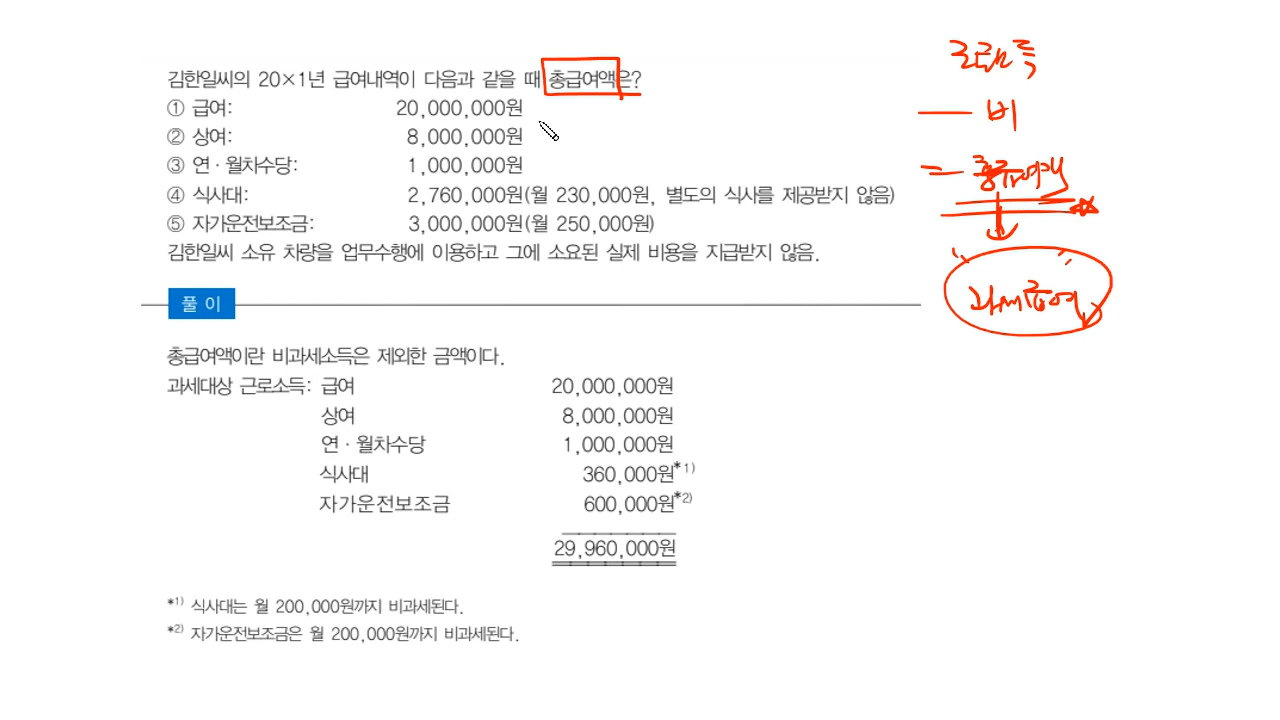 김한일씨의 20×1년 급여내역이 다음과 같을 때 총급여액은?
① 급여: 20,000,000원
② 상여: 8,000,000원
③ 연·월차수당: 1,000,000원
④ 식사대: 2,760,000원(월 230,000원, 별도의 식사를 제공받지 않음)
⑤ 자가운전보조금: 3,000,000원(월 250,000원)
김한일씨 소유 차량을 업무수행에 이용하고 그에 소요된 실제 비용을 지급받지 않음.
풀 이
총급여액이란 비과세소득은 제외한 금액이다.
과세대상 근로소득: 급여 20,000,000원
상여 8,000,000원
연·월차수당 1,000,000원
식사대 360,000원*1)
자가운전보조금 600,000원*2)
29,960,000원
*1) 식사대는 월 200,000원까지 비과세된다.
*2) 자가운전보조금은 월 200,000원까지 비과세된다.
— 비
= 총급여액
과세급여